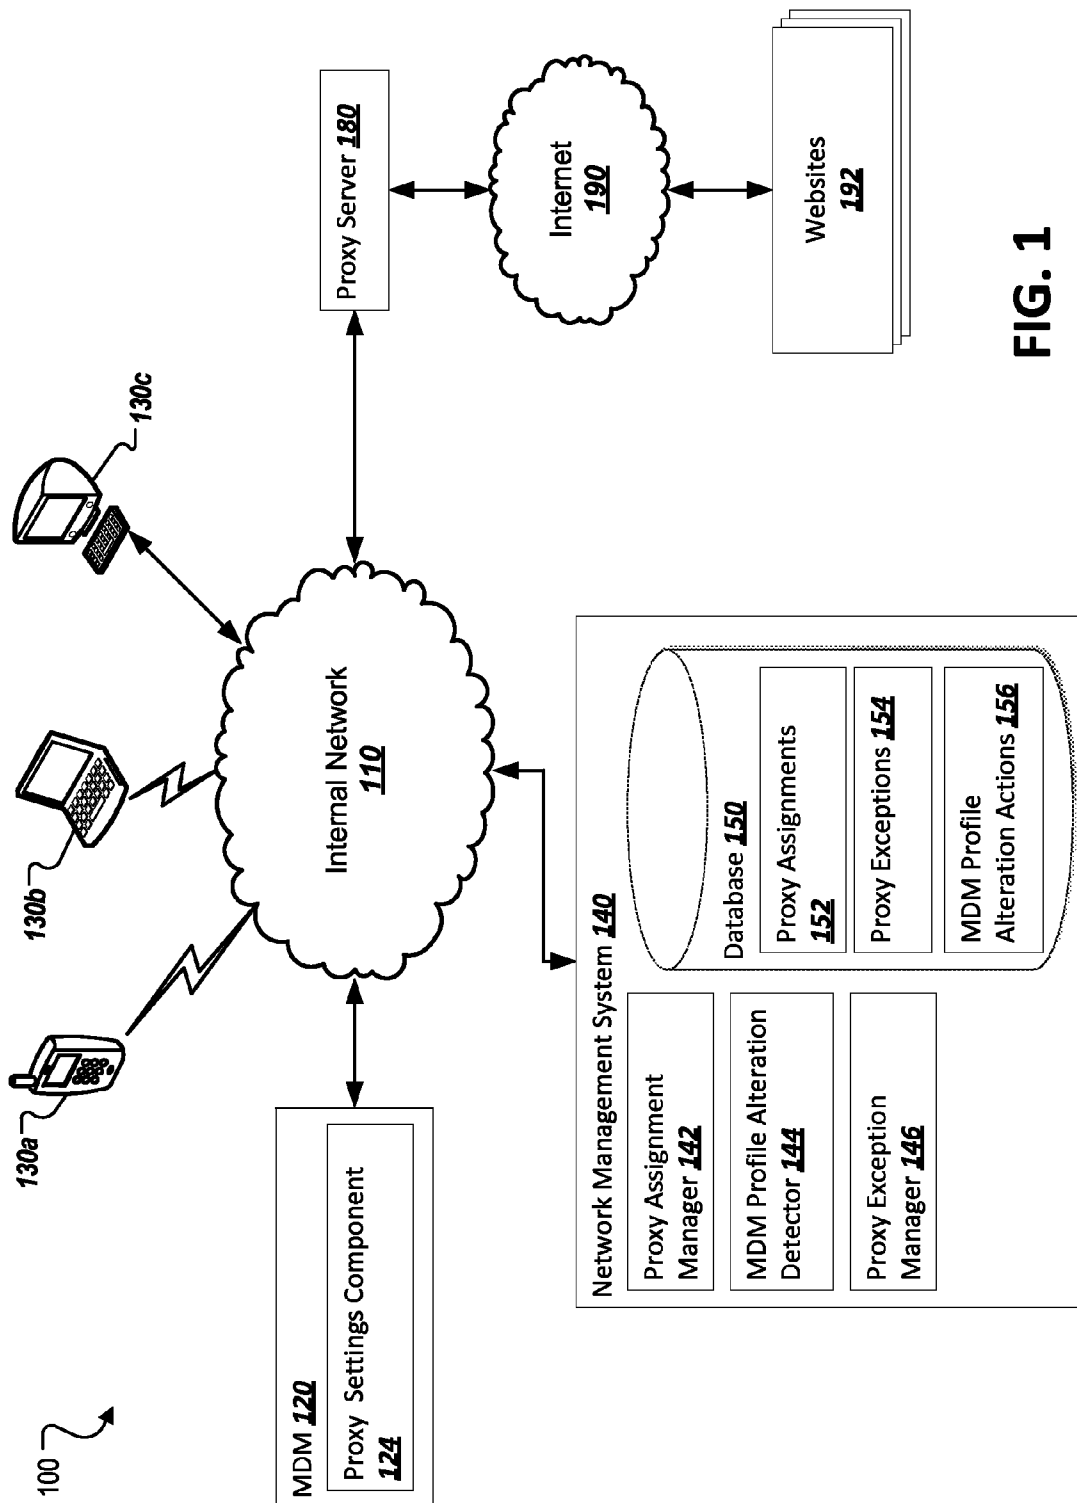 100
130a
130b
130c
MDM 120
Proxy Settings Component
124
Internal Network
110
Proxy Server 180
Internet
190
Websites
192
Network Management System 140
Proxy Assignment
Manager 142
MDM Profile Alteration
Detector 144
Proxy Exception
Manager 146
Database 150
Proxy Assignments
152
Proxy Exceptions 154
MDM Profile
Alteration Actions 156
FIG. 1